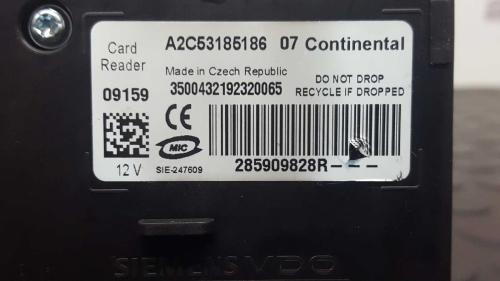 Card Reader
A2C53185186 07 Continental
Made in Czech Republic
DO NOT DROP
RECYCLE IF DROPPED
09159
3500432192320065
CE
MIC
12 V
SIE-247609
285909828R---
SIEMENS VDO